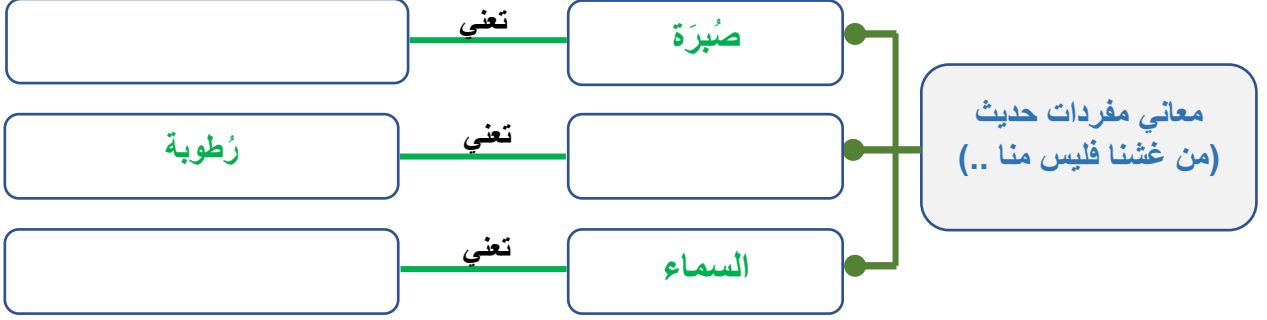 معاني مفردات حديث
(من غشنا فليس منا ..)
صُبرَة
تعني
تعني
رُطوبة
السماء
تعني